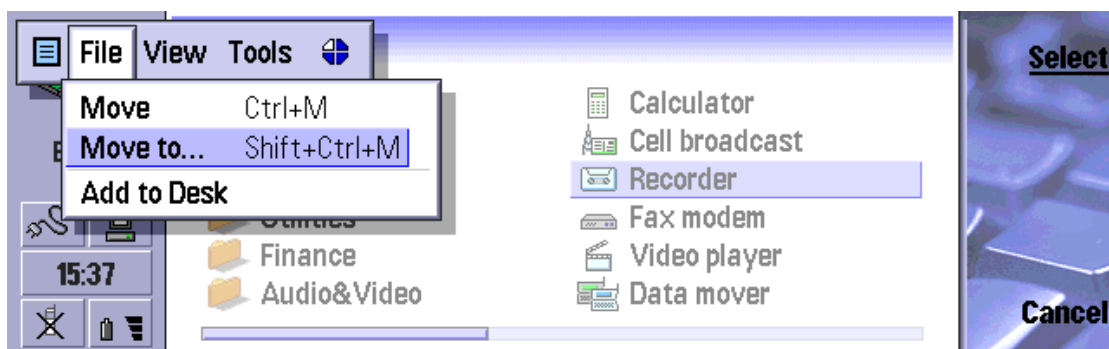 File View Tools
Select
Move Ctrl+M
Move to... Shift+Ctrl+M
Add to Desk
Calculator
Cell broadcast
Recorder
Utilities
Fax modem
Finance
Video player
15:37
Audio&Video
Data mover
Cancel